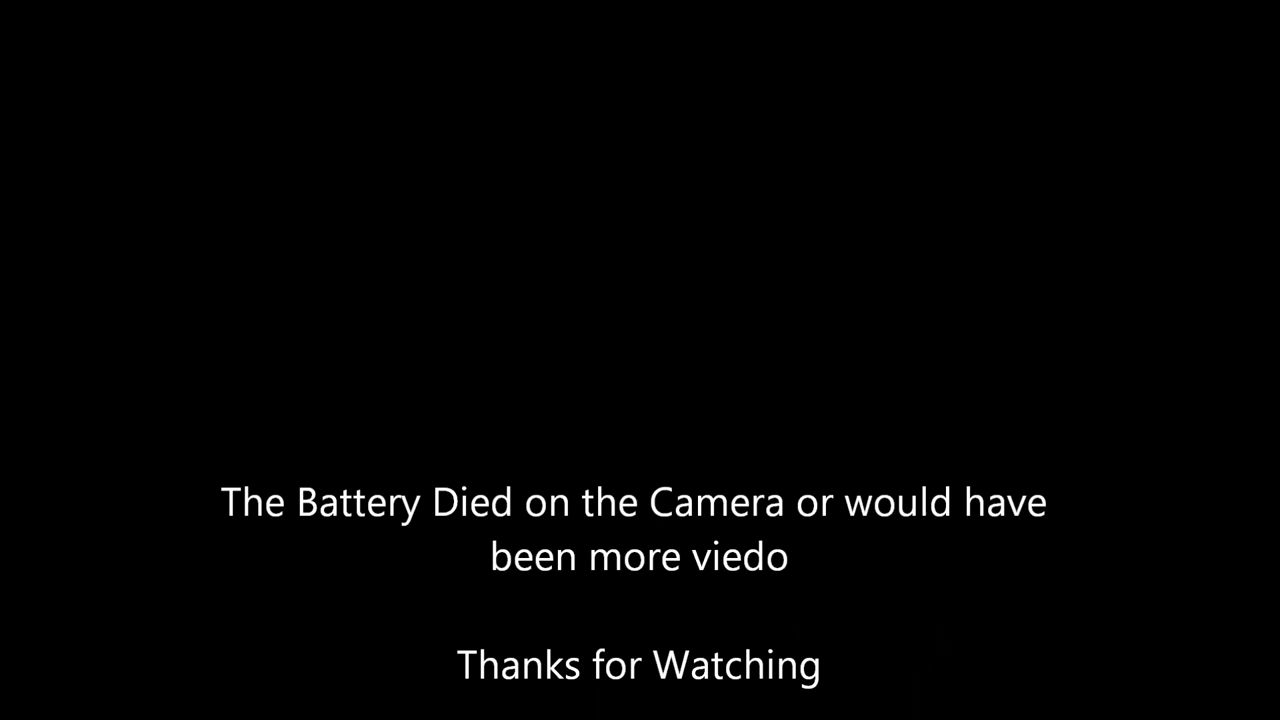 The Battery Died on the Camera or would have
been more viedo
Thanks for Watching